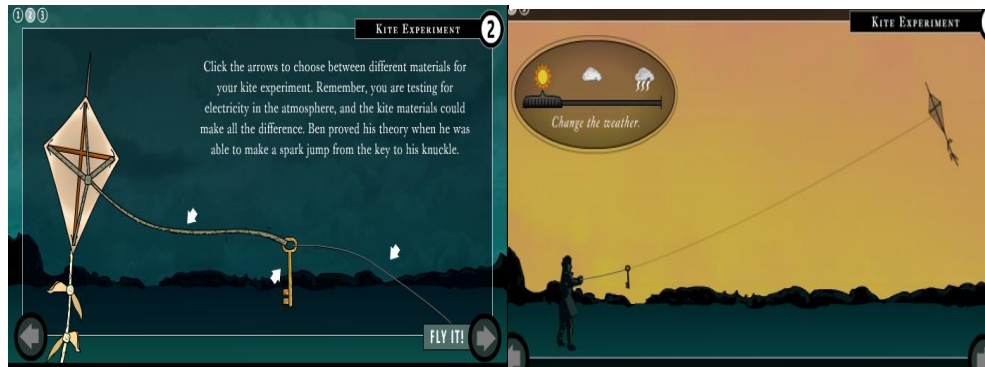 ① ② ③
KITE EXPERIMENT
2
Click the arrows to choose between different materials for
your kite experiment. Remember, you are testing for
electricity in the atmosphere, and the kite materials could
make all the difference. Ben proved his theory when he was
able to make a spark jump from the key to his knuckle.
FLY IT!
KITE EXPERIMENT
Change the weather.